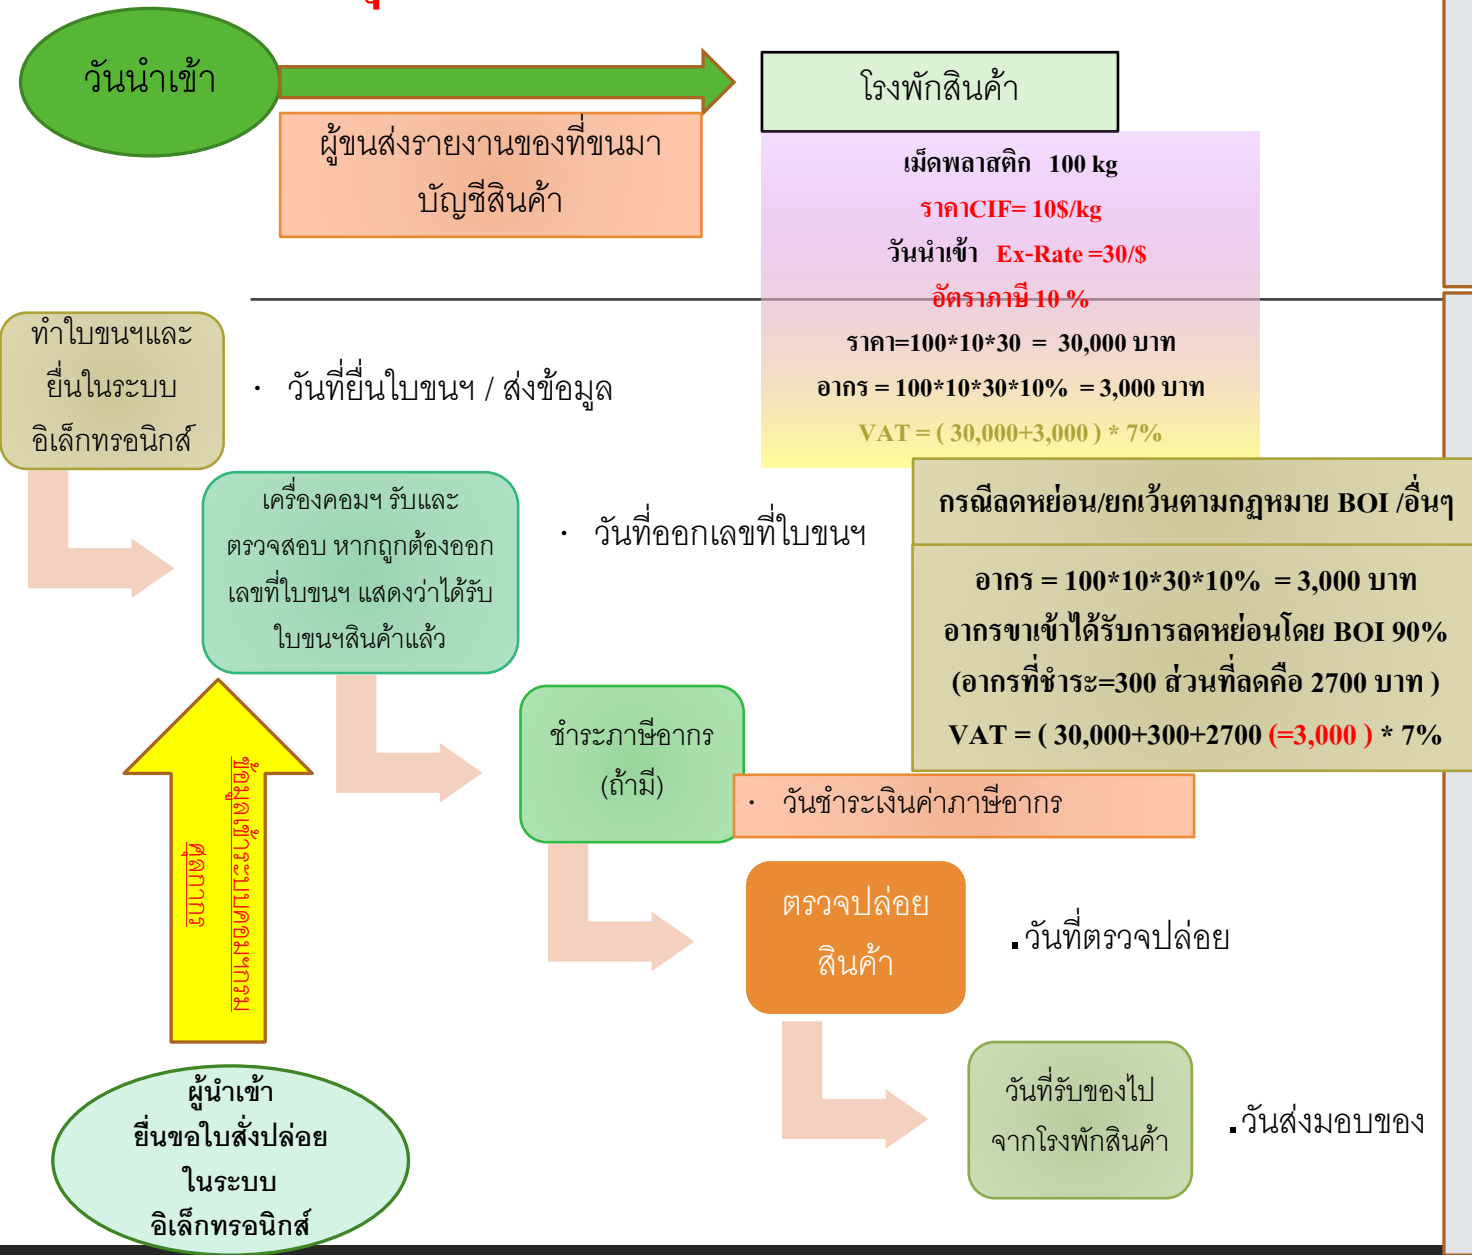 วันนำเข้า
โรงพักสินค้า
ผู้ขนส่งรายงานของที่ขนมา
บัญชีสินค้า
เม็ดพลาสติก 100 kg
ราคาCIF= 10$/kg
วันนำเข้า Ex-Rate =30/$
อัตราภาษี 10 %
ราคา=100*10*30 = 30,000 บาท
อากร = 100*10*30*10% = 3,000 บาท
VAT = ( 30,000+3,000 ) * 7%
ทำใบขนฯและ
ยื่นในระบบ
อิเล็กทรอนิกส์
· วันที่ยื่นใบขนฯ / ส่งข้อมูล
เครื่องคอมฯ รับและ
ตรวจสอบ หากถูกต้องออก
เลขที่ใบขนฯ แสดงว่าได้รับ
ใบขนฯสินค้าแล้ว
· วันที่ออกเลขที่ใบขนฯ
กรณีลดหย่อน/ยกเว้นตามกฏหมาย BOI /อื่นๆ
อากร = 100*10*30*10% = 3,000 บาท
อากรขาเข้าได้รับการลดหย่อนโดย BOI 90%
(อากรที่ชำระ=300 ส่วนที่ลดคือ 2700 บาท )
VAT = ( 30,000+300+2700 (=3,000 ) * 7%
ชำระภาษีอากร
(ถ้ามี)
· วันชำระเงินค่าภาษีอากร
ข้อมูลเข้าระบบคอมฯกรม
ศุลกากร
ตรวจปล่อย
สินค้า
.วันที่ตรวจปล่อย
วันที่รับของไป
จากโรงพักสินค้า
.วันส่งมอบของ
ผู้นำเข้า
ยื่นขอใบสั่งปล่อย
ในระบบ
อิเล็กทรอนิกส์